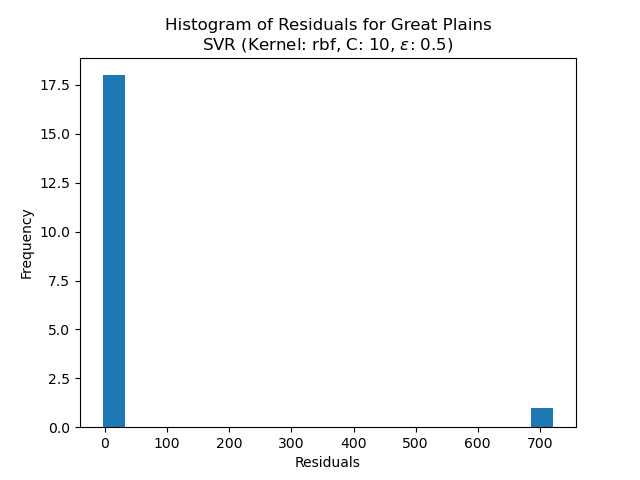 Histogram of Residuals for Great Plains
SVR (Kernel: rbf, C: 10, ε: 0.5)
17.5
15.0
12.5
10.0
7.5
5.0
2.5
0.0
Frequency
0 100 200 300 400 500 600 700
Residuals